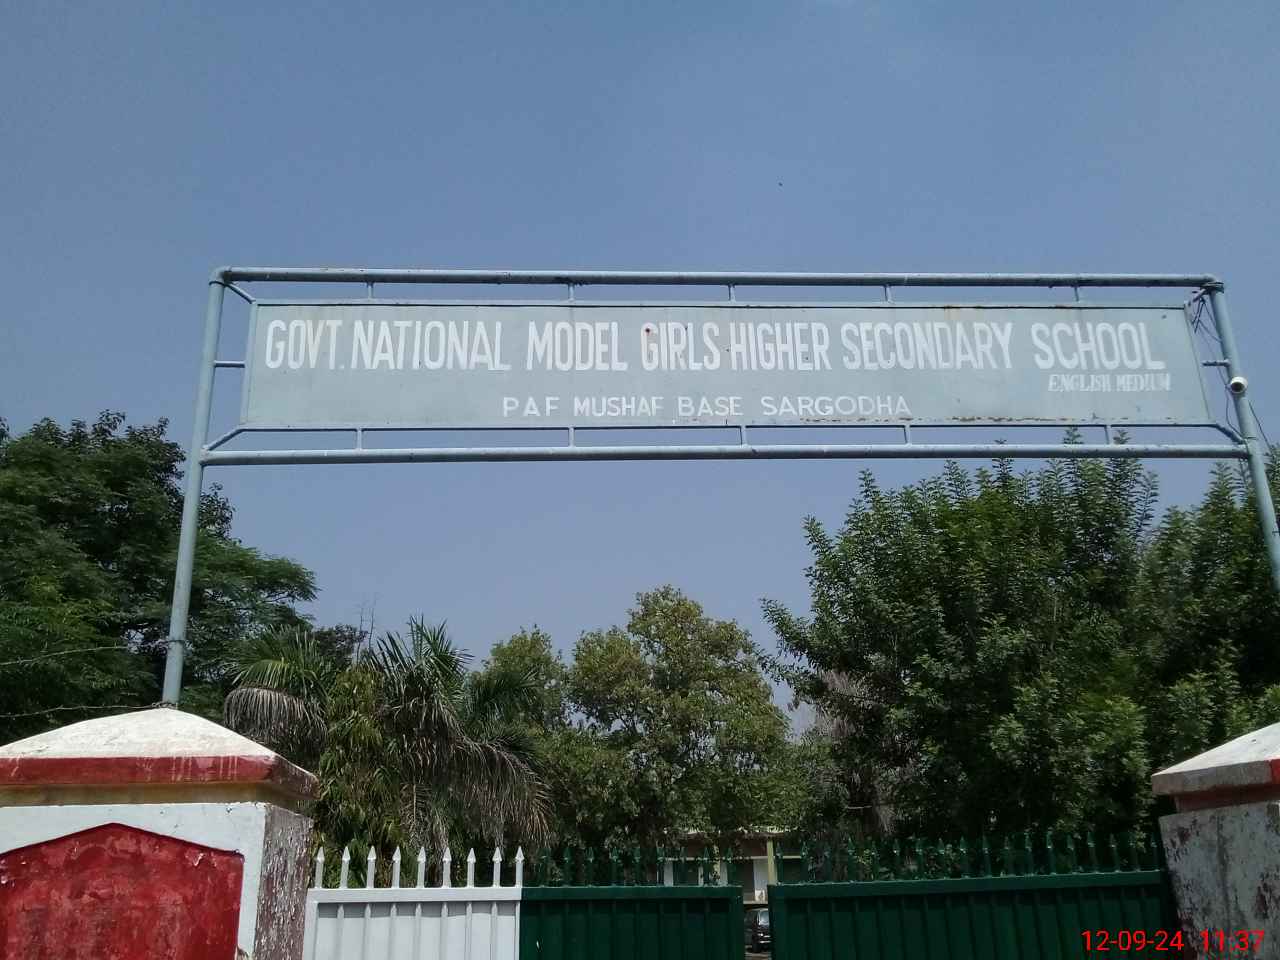 GOVT. NATIONAL MODEL GIRLS HIGHER SECONDARY SCHOOL
ENGLISH MEDIUM
PAF MUSHAF BASE SARGODHA
12-09-24 11:37